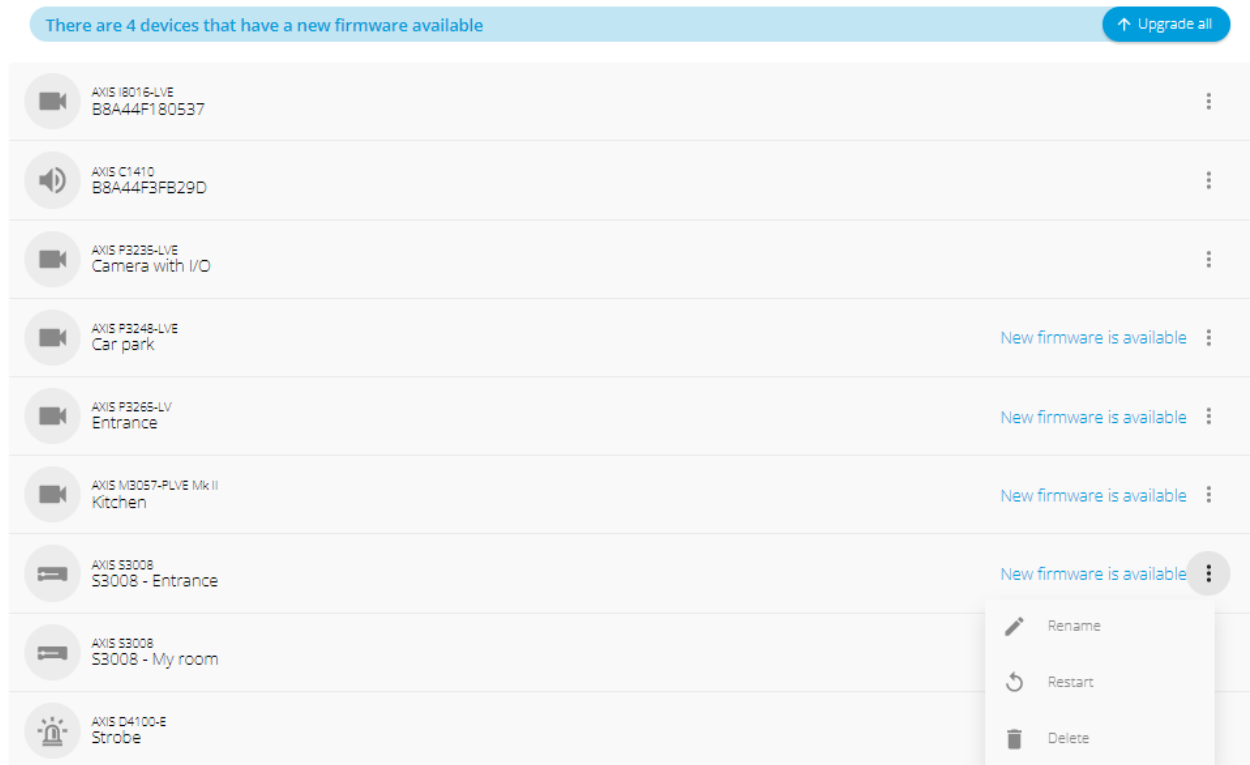 There are 4 devices that have a new firmware available
Upgrade all
AXIS I8016-LVE
B8A44F180537
AXIS C1410
B8A44F3FB29D
AXIS P3235-LVE
Camera with I/O
AXIS P3248-LVE
Car park
New firmware is available
AXIS P3265-LV
Entrance
New firmware is available
AXIS M3057-PLVE Mk II
Kitchen
New firmware is available
AXIS S3008
S3008 - Entrance
New firmware is available
Rename
AXIS S3008
S3008 - My room
Restart
AXIS D4100-E
Strobe
Delete